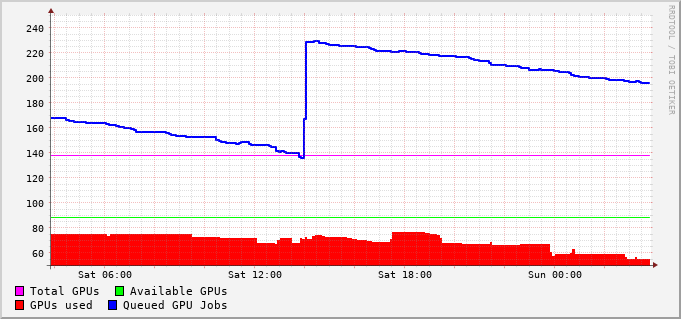 RRDTOOL / TOBI OETIKER
240
220
200
180
160
140
120
100
80
60
Sat 06:00 Sat 12:00 Sat 18:00 Sun 00:00
Total GPUs Available GPUs
GPUs used Queued GPU Jobs